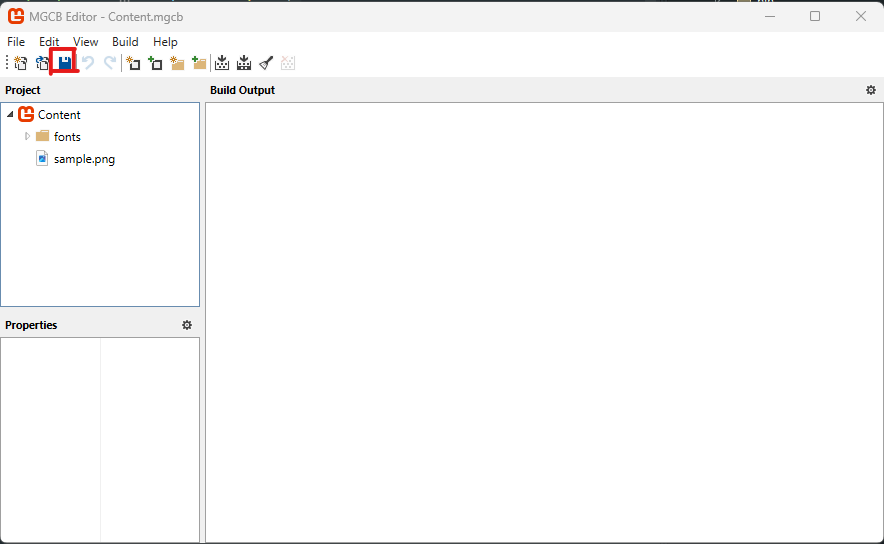 MGCB Editor - Content.mgcb
File Edit View Build Help
Project
Build Output
Content
fonts
sample.png
Properties